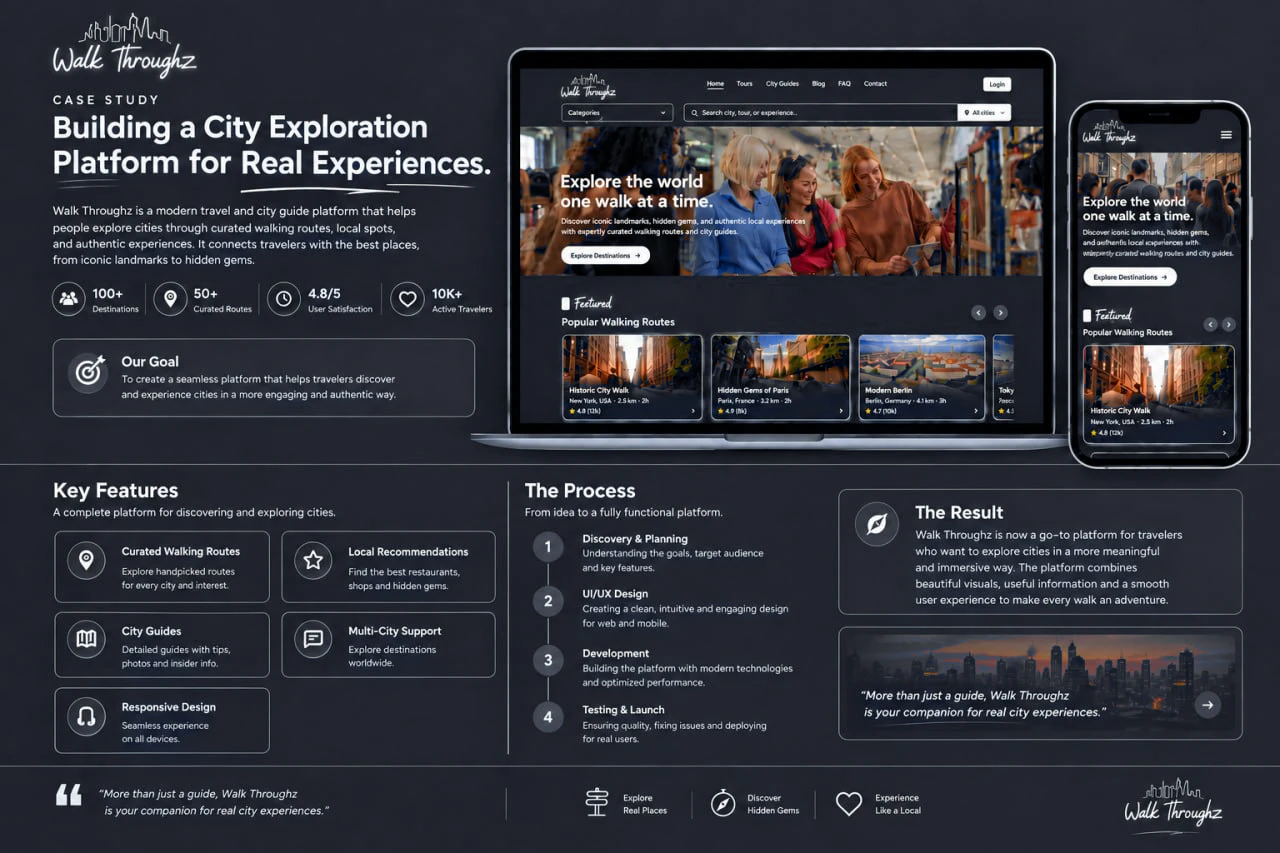 Walk Throughz
CASE STUDY
Building a City Exploration
Platform for Real Experiences.
Walk Throughz is a modern travel and city guide platform that helps
people explore cities through curated walking routes, local spots,
and authentic experiences. It connects travelers with the best places,
from iconic landmarks to hidden gems.
100+
Destinations
50+
Curated Routes
4.8/5
User Satisfaction
10K+
Active Travelers
Our Goal
To create a seamless platform that helps travelers discover
and experience cities in a more engaging and authentic way.
Walk Throughz
Home Tours City Guides Blog FAQ Contact
Login
Categories
Search city, tour, or experience...
All cities
Explore the world
one walk at a time.
Discover iconic landmarks, hidden gems, and authentic local experiences
with expertly curated walking routes and city guides.
Explore Destinations →
Featured
Popular Walking Routes
Historic City Walk
New York, USA · 2.5 km · 2h
4.8 (12k)
Hidden Gems of Paris
Paris, France · 3.2 km · 2h
4.9 (8k)
Modern Berlin
Berlin, Germany · 4.1 km · 3h
4.7 (10k)
Toky
4.
Walk Throughz
Explore the world
one walk at a time.
Discover iconic landmarks, hidden gems,
and local experiences with
curated walking routes and city guides.
Explore Destinations →
Featured
Popular Walking Routes
Historic City Walk
New York, USA · 2.5 km · 2h
4.8 (12k)
Key Features
A complete platform for discovering and exploring cities.
Curated Walking Routes
Explore handpicked routes
for every city and interest.
Local Recommendations
Find the best restaurants,
shops and hidden gems.
City Guides
Detailed guides with tips,
photos and insider info.
Multi-City Support
Explore destinations
worldwide.
Responsive Design
Seamless experience
on all devices.
The Process
From idea to a fully functional platform.
1
Discovery & Planning
Understanding the goals, target audience
and key features.
2
UI/UX Design
Creating a clean, intuitive and engaging design
for web and mobile.
3
Development
Building the platform with modern technologies
and optimized performance.
4
Testing & Launch
Ensuring quality, fixing issues and deploying
for real users.
The Result
Walk Throughz is now a go-to platform for travelers
who want to explore cities in a more meaningful
and immersive way. The platform combines
beautiful visuals, useful information and a smooth
user experience to make every walk an adventure.
“More than just a guide, Walk Throughz
is your companion for real city experiences.”
“More than just a guide, Walk Throughz
is your companion for real city experiences.”
Explore
Real Places
Discover
Hidden Gems
Experience
Like a Local
Walk Throughz